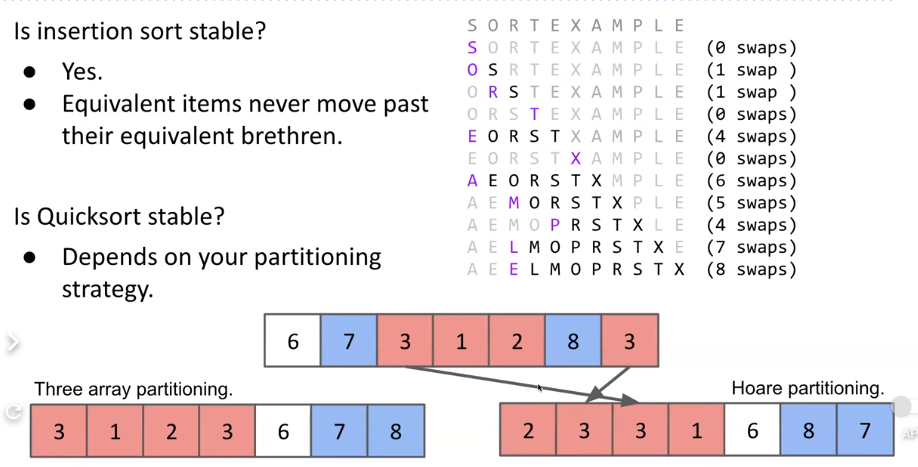 Is insertion sort stable?
● Yes.
● Equivalent items never move past
their equivalent brethren.
S O R T E X A M P L E
S O R T E X A M P L E (0 swaps)
O S R T E X A M P L E (1 swap )
O R S T E X A M P L E (1 swap )
O R S T E X A M P L E (0 swaps)
E O R S T X A M P L E (4 swaps)
E O R S T X A M P L E (0 swaps)
A E O R S T X M P L E (6 swaps)
A E M O R S T X P L E (5 swaps)
A E M O P R S T X L E (4 swaps)
A E L M O P R S T X E (7 swaps)
A E E L M O P R S T X (8 swaps)
Is Quicksort stable?
● Depends on your partitioning
strategy.
6 7 3 1 2 8 3
Three array partitioning.
3 1 2 3 6 7 8
Hoare partitioning.
2 3 3 1 6 8 7